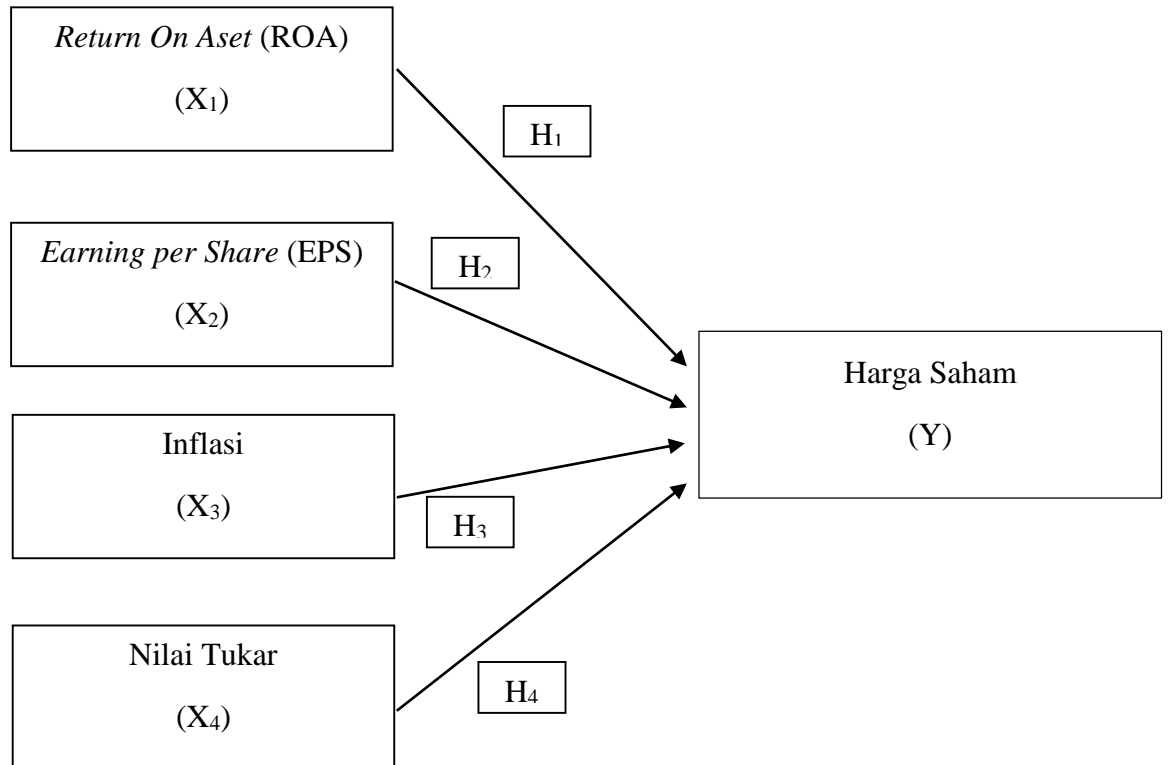 Return On Aset (ROA)
(X₁)
H₁
Earning per Share (EPS)
(X₂)
H₂
Harga Saham
(Y)
Inflasi
(X₃)
H₃
Nilai Tukar
(X₄)
H₄